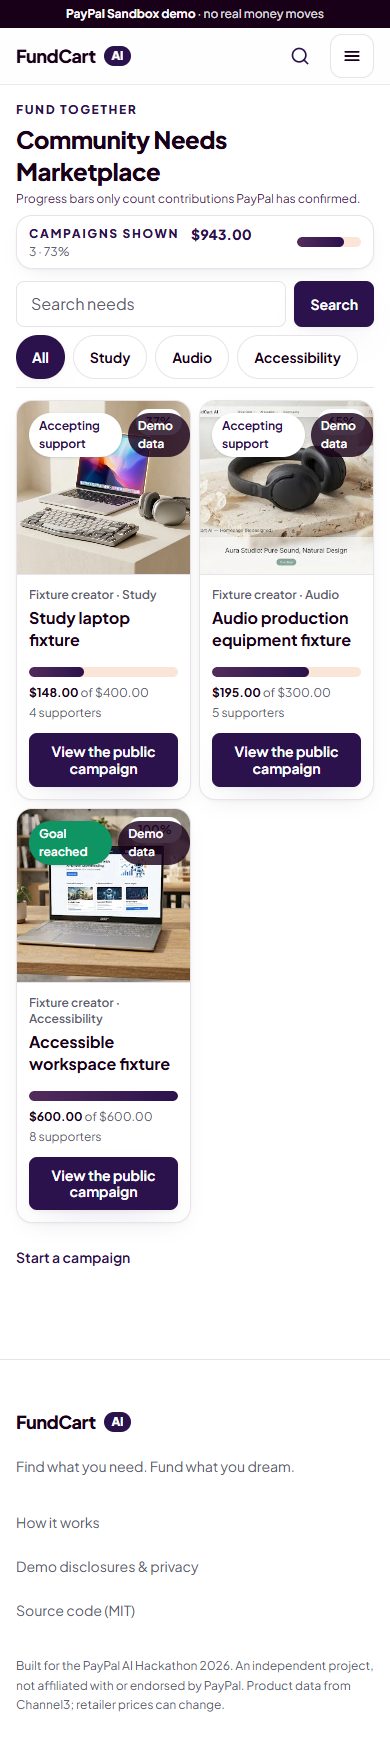 PayPal Sandbox demo · no real money moves
FundCart AI
FUND TOGETHER
Community Needs
Marketplace
Progress bars only count contributions PayPal has confirmed.
CAMPAIGNS SHOWN $943.00
3 · 73%
Search needs
Search
All
Study
Audio
Accessibility
Accepting
support
Demo
data
Accepting
support
Demo
data
Aura Studio: Pure Sound, Natural Design
Fixture creator · Study
Study laptop
fixture
$148.00 of $400.00
4 supporters
View the public
campaign
Fixture creator · Audio
Audio production
equipment fixture
$195.00 of $300.00
5 supporters
View the public
campaign
Goal
reached
100%
Demo
data
Fixture creator ·
Accessibility
Accessible
workspace fixture
$600.00 of $600.00
8 supporters
View the public
campaign
Start a campaign
FundCart AI
Find what you need. Fund what you dream.
How it works
Demo disclosures & privacy
Source code (MIT)
Built for the PayPal AI Hackathon 2026. An independent project,
not affiliated with or endorsed by PayPal. Product data from
Channel3; retailer prices can change.